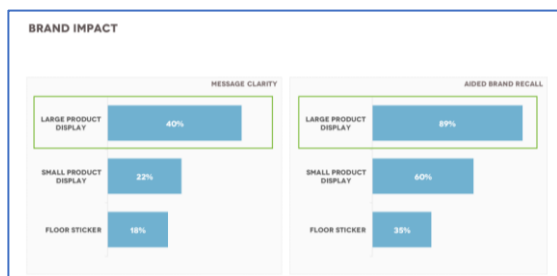 BRAND IMPACT
MESSAGE CLARITY
LARGE PRODUCT
DISPLAY
40%
SMALL PRODUCT
DISPLAY
22%
FLOOR STICKER
18%
AIDED BRAND RECALL
LARGE PRODUCT
DISPLAY
89%
SMALL PRODUCT
DISPLAY
60%
FLOOR STICKER
35%